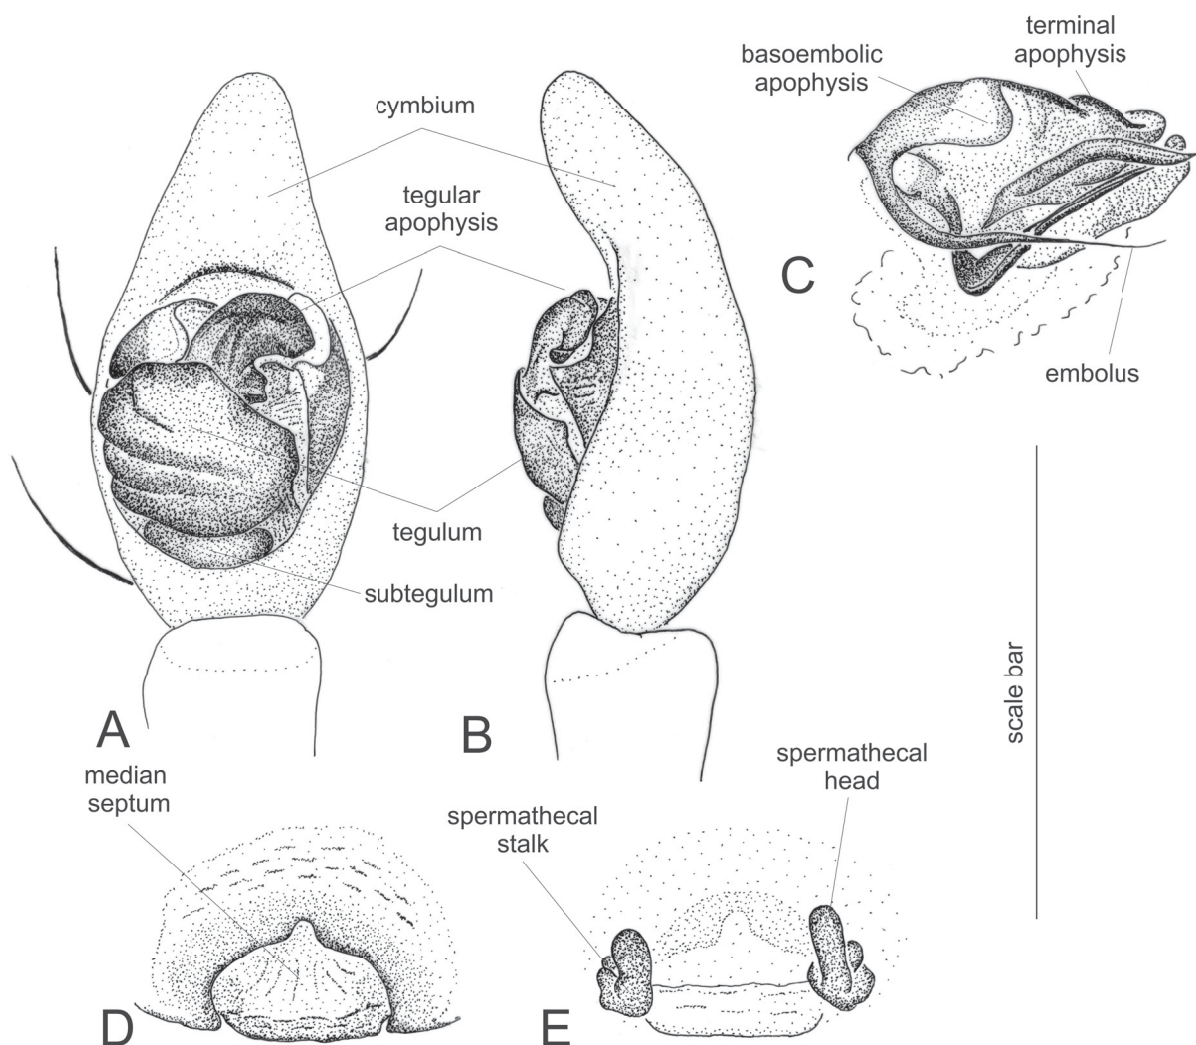 terminal
apophysis
basoembolic
apophysis
cymbium
tegular
apophysis
C
embolus
tegulum
subtegulum
scale bar
A
B
median
septum
spermathecal
head
spermathecal
stalk
D
E